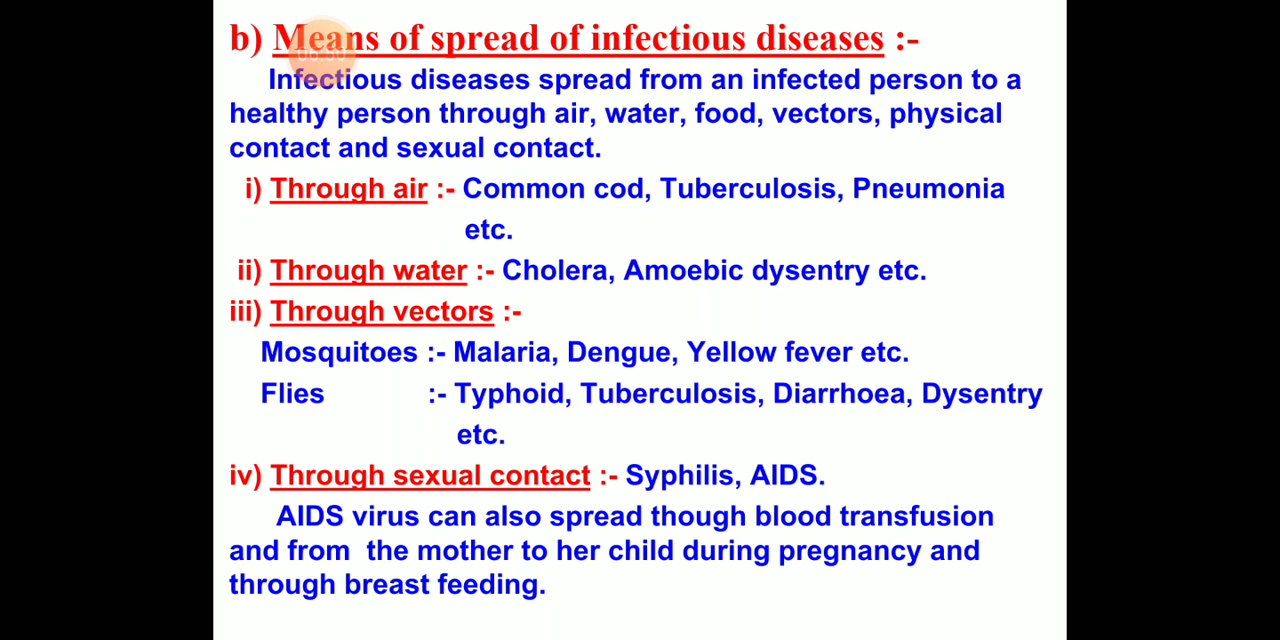 b) Means of spread of infectious diseases :-
Infectious diseases spread from an infected person to a
healthy person through air, water, food, vectors, physical
contact and sexual contact.
i) Through air :- Common cod, Tuberculosis, Pneumonia
etc.
ii) Through water :- Cholera, Amoebic dysentry etc.
iii) Through vectors :-
Mosquitoes :- Malaria, Dengue, Yellow fever etc.
Flies :- Typhoid, Tuberculosis, Diarrhoea, Dysentry
etc.
iv) Through sexual contact :- Syphilis, AIDS.
AIDS virus can also spread though blood transfusion
and from the mother to her child during pregnancy and
through breast feeding.